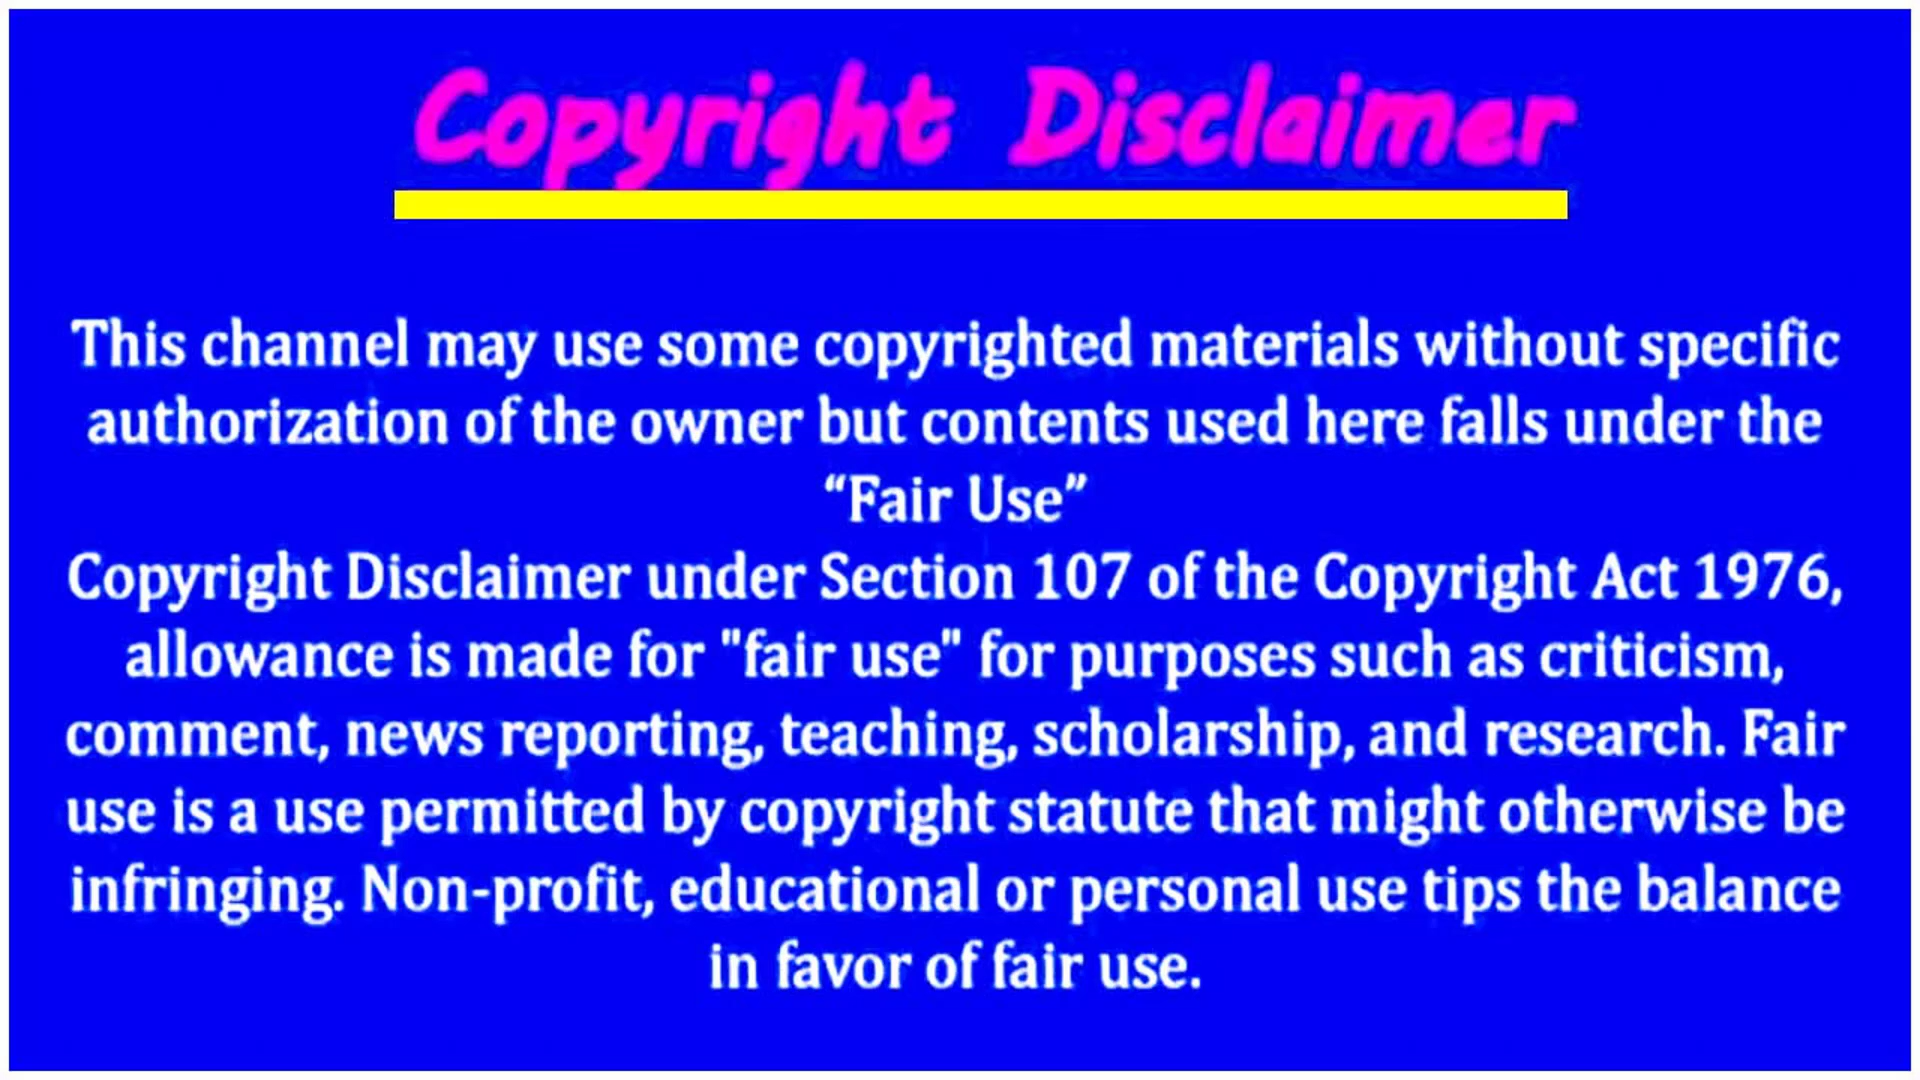 Copyright Disclaimer
This channel may use some copyrighted materials without specific
authorization of the owner but contents used here falls under the
“Fair Use”
Copyright Disclaimer under Section 107 of the Copyright Act 1976,
allowance is made for "fair use" for purposes such as criticism,
comment, news reporting, teaching, scholarship, and research. Fair
use is a use permitted by copyright statute that might otherwise be
infringing. Non-profit, educational or personal use tips the balance
in favor of fair use.